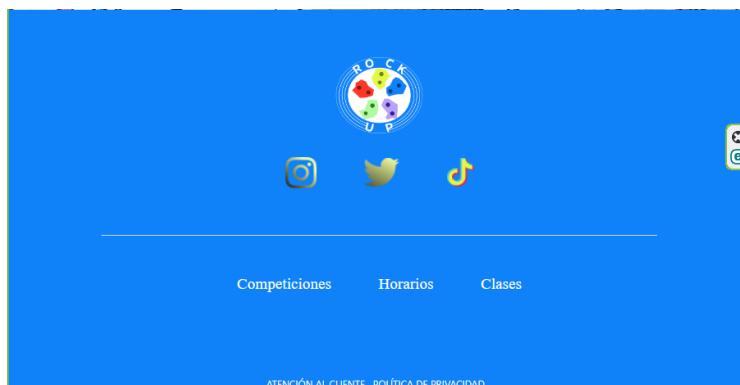 ROCK
UP
Competiciones Horarios Clases
ATENCIÓN AL CLIENTE POLÍTICA DE PRIVACIDAD